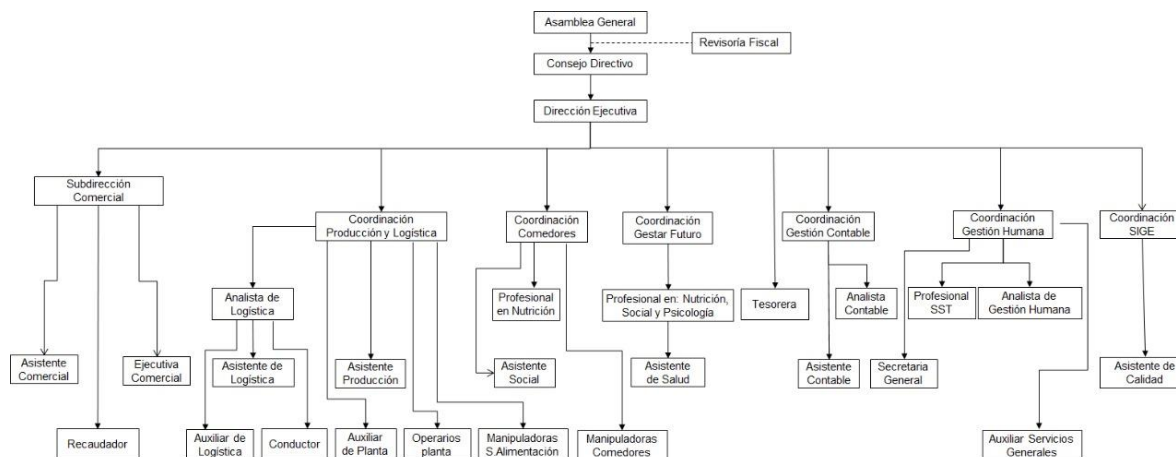 Asamblea General
Revisoría Fiscal
Consejo Directivo
Dirección Ejecutiva
Subdirección
Comercial
Coordinación
Producción y Logística
Coordinación
Comedores
Coordinación
Gestar Futuro
Coordinación
Gestión Contable
Coordinación
Gestión Humana
Coordinación
SIGE
Analista de
Logística
Profesional
en Nutrición
Profesional en: Nutrición,
Social y Psicología
Tesorera
Analista
Contable
Profesional
SST
Analista de
Gestión Humana
Asistente
Comercial
Ejecutiva
Comercial
Asistente de
Logística
Asistente
Producción
Asistente
Social
Asistente
de Salud
Asistente
Contable
Secretaria
General
Asistente de
Calidad
Recaudador
Auxiliar de
Logística
Conductor
Auxiliar
de Planta
Operarios
planta
Manipuladoras
S.Alimentación
Manipuladoras
Comedores
Auxiliar Servicios
Generales